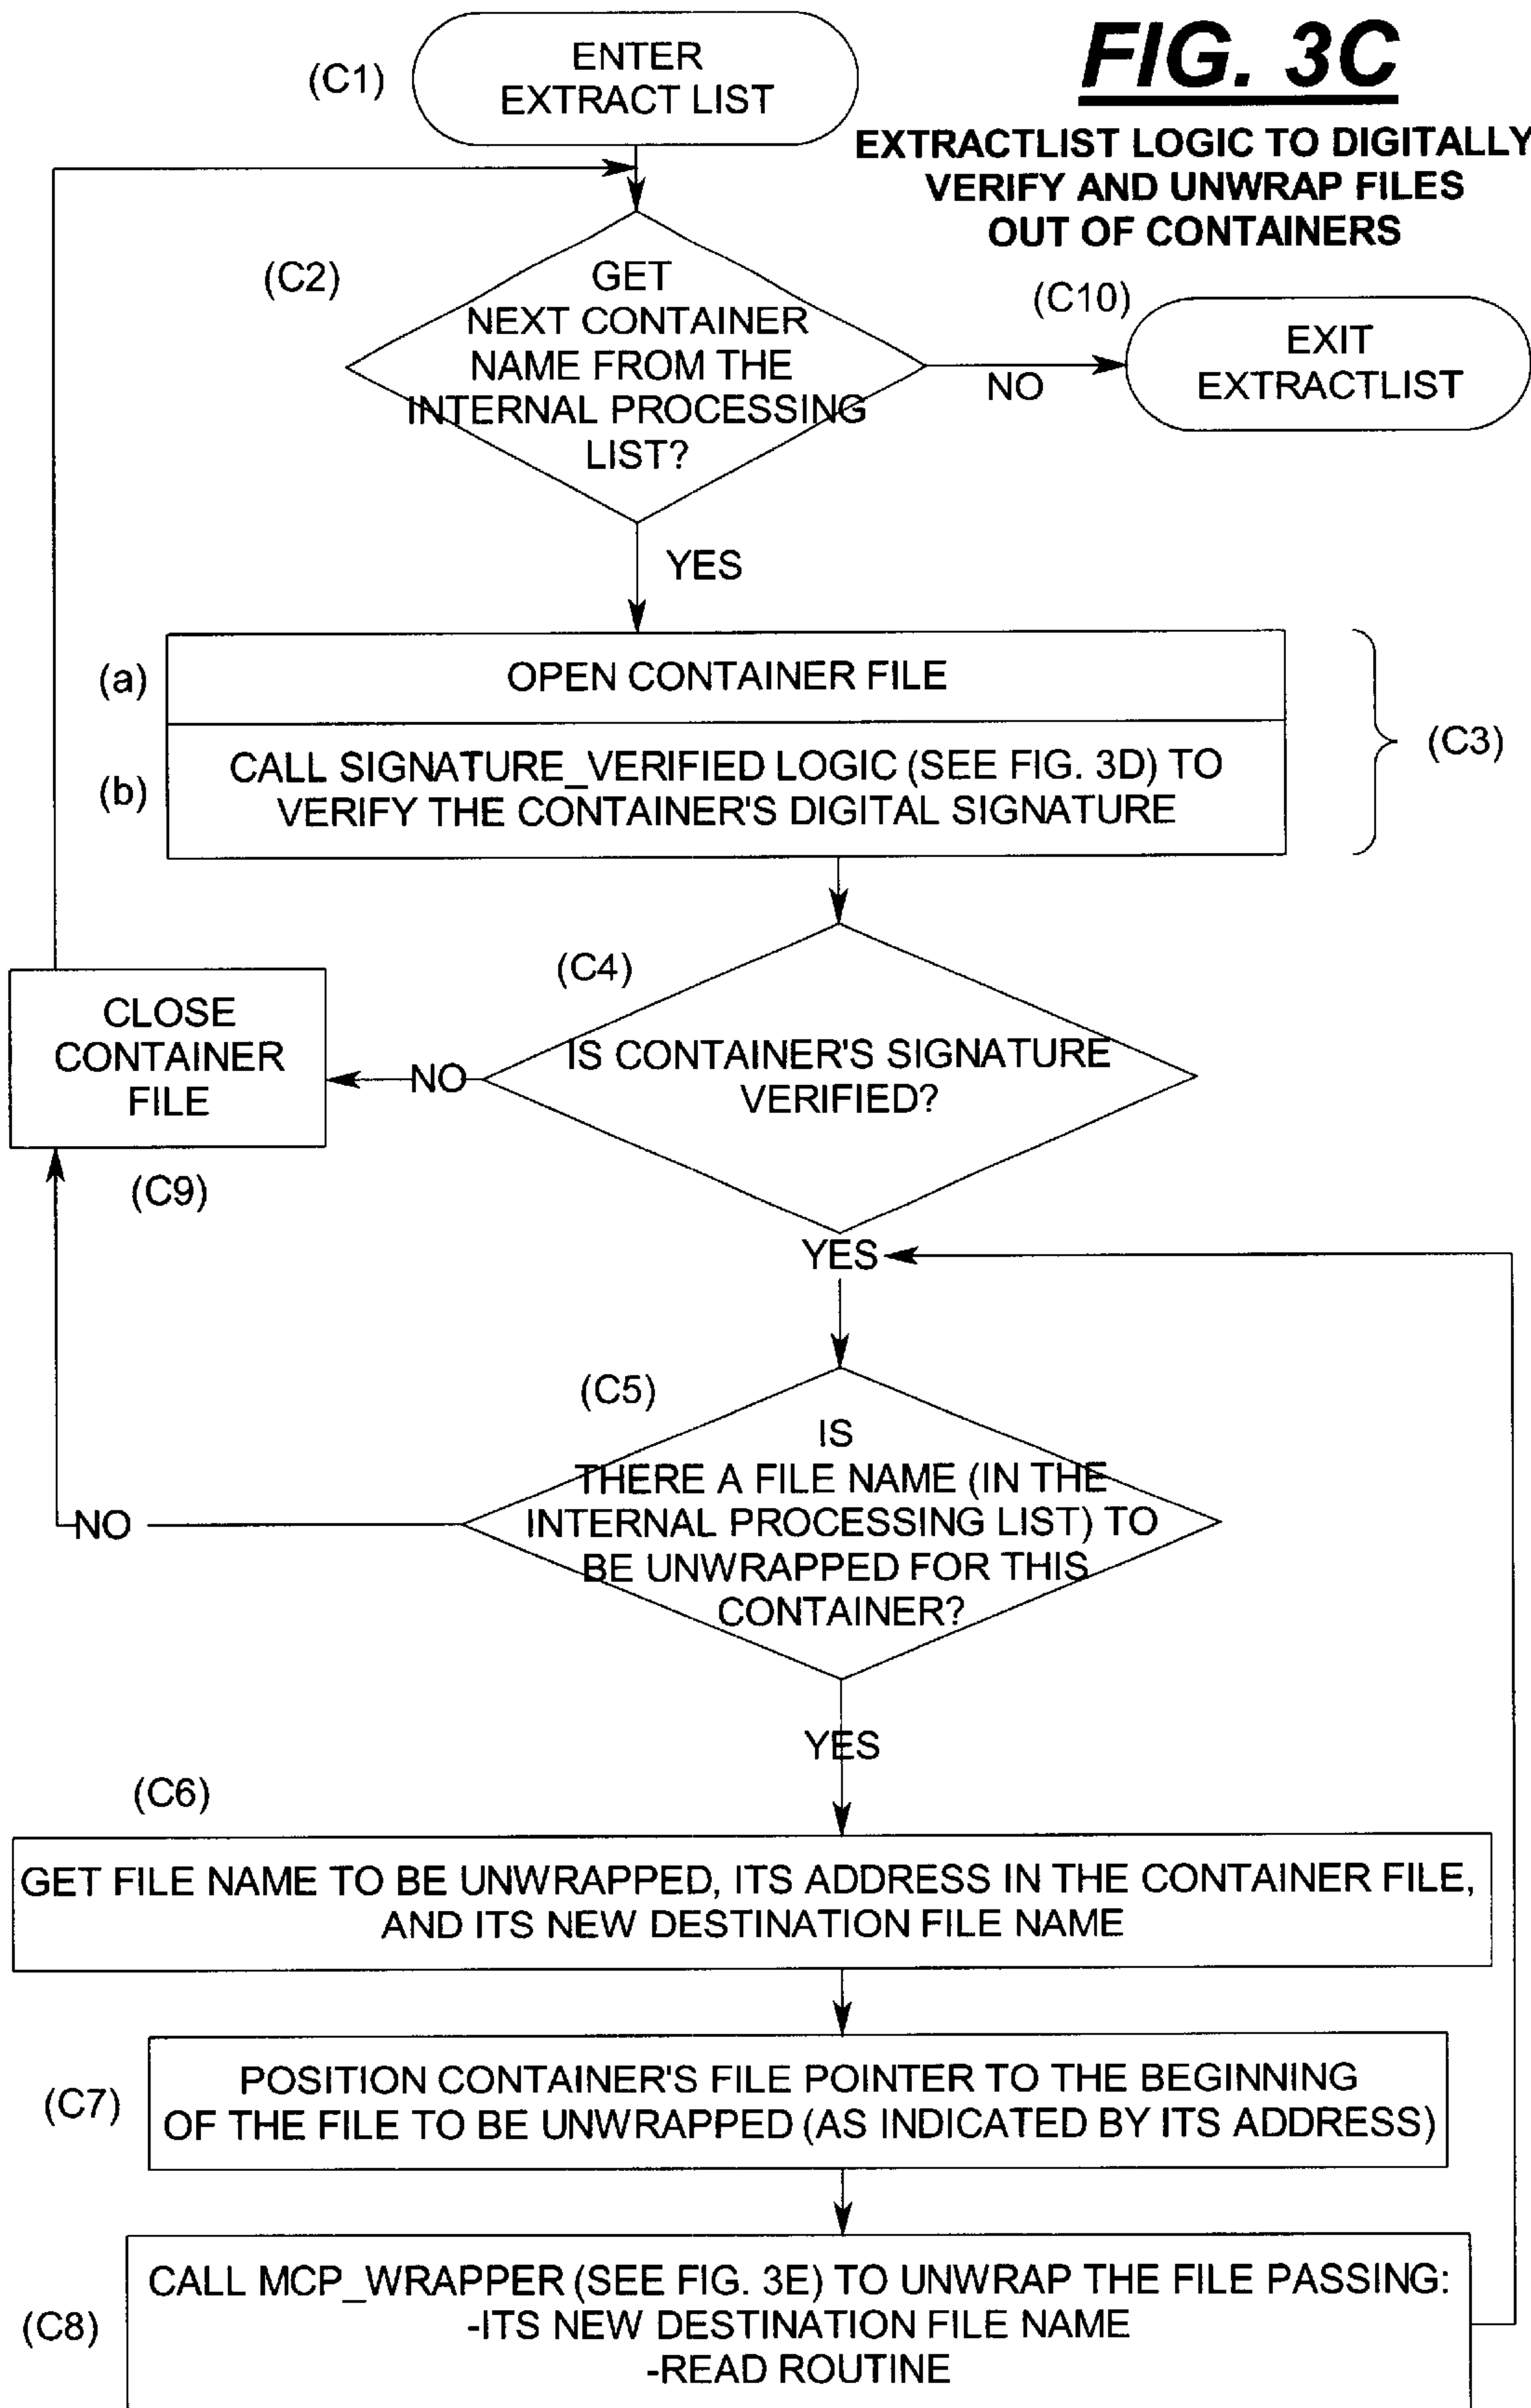 FIG. 3C
EXTRACTLIST LOGIC TO DIGITALLY
VERIFY AND UNWRAP FILES
OUT OF CONTAINERS
(C1)
ENTER
EXTRACT LIST
(C2)
GET
NEXT CONTAINER
NAME FROM THE
INTERNAL PROCESSING
LIST?
NO
(C10)
EXIT
EXTRACTLIST
YES
(a)
OPEN CONTAINER FILE
(b)
CALL SIGNATURE_VERIFIED LOGIC (SEE FIG. 3D) TO
VERIFY THE CONTAINER'S DIGITAL SIGNATURE
(C3)
(C4)
IS CONTAINER'S SIGNATURE
VERIFIED?
NO
CLOSE
CONTAINER
FILE
(C9)
YES
(C5)
IS
THERE A FILE NAME (IN THE
INTERNAL PROCESSING LIST) TO
BE UNWRAPPED FOR THIS
CONTAINER?
NO
YES
(C6)
GET FILE NAME TO BE UNWRAPPED, ITS ADDRESS IN THE CONTAINER FILE,
AND ITS NEW DESTINATION FILE NAME
(C7)
POSITION CONTAINER'S FILE POINTER TO THE BEGINNING
OF THE FILE TO BE UNWRAPPED (AS INDICATED BY ITS ADDRESS)
(C8)
CALL MCP_WRAPPER (SEE FIG. 3E) TO UNWRAP THE FILE PASSING:
-ITS NEW DESTINATION FILE NAME
-READ ROUTINE